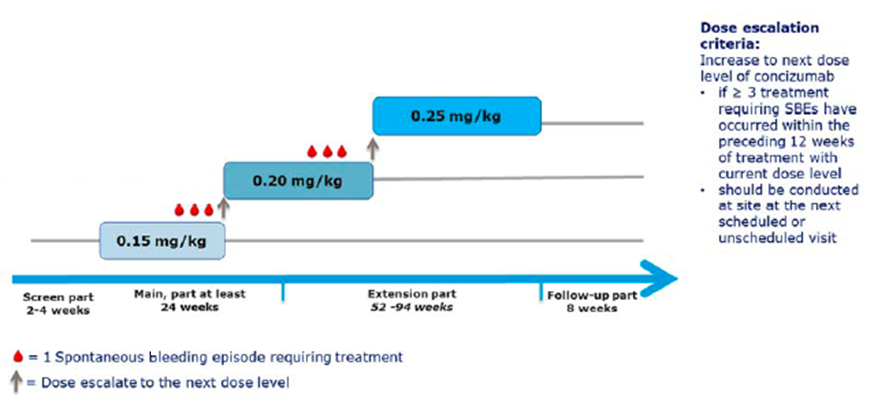 Dose escalation
criteria:
Increase to next dose
level of concizumab
• if ≥ 3 treatment
requiring SBEs have
occurred within the
preceding 12 weeks
of treatment with
current dose level
• should be conducted
at site at the next
scheduled or
unscheduled visit
0.25 mg/kg
0.20 mg/kg
0.15 mg/kg
Screen part
2-4 weeks
Main, part at least
24 weeks
Extension part
52 -94 weeks
Follow-up part
8 weeks
= 1 Spontaneous bleeding episode requiring treatment
= Dose escalate to the next dose level